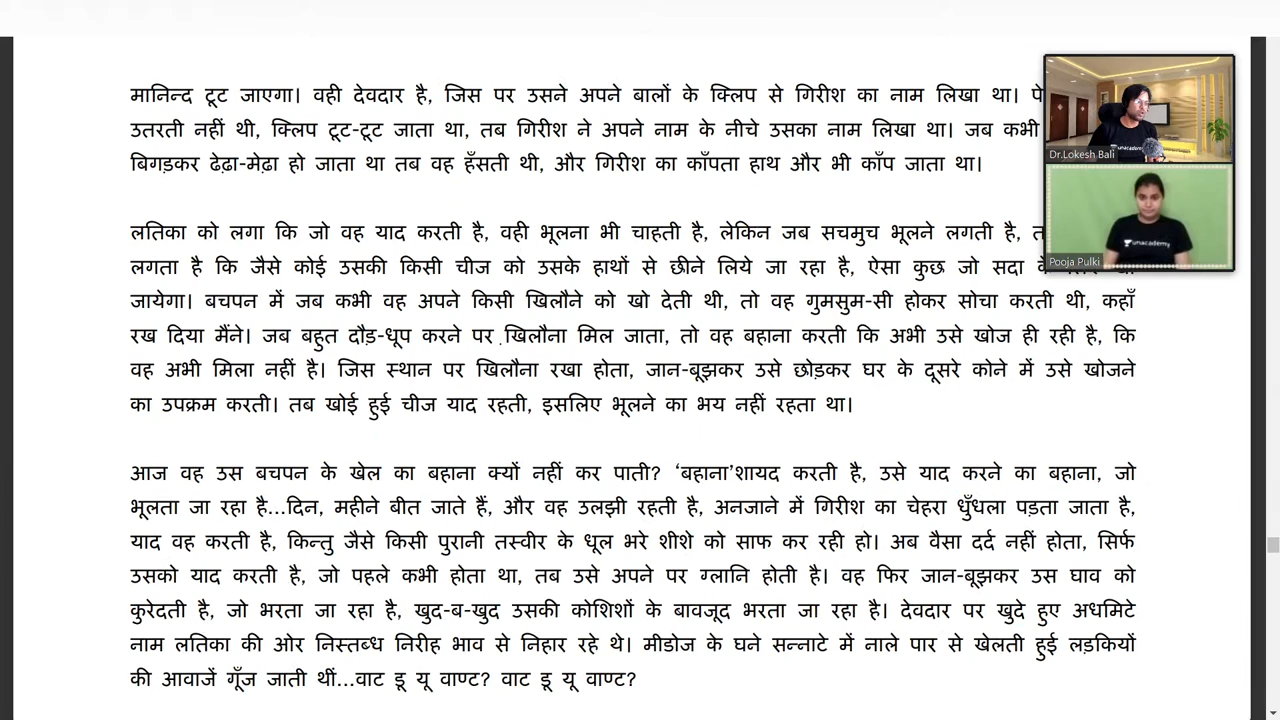 मानिन्द टूट जाएगा। वही देवदार है, जिस पर उसने अपने बालों के क्लिप से गिरीश का नाम लिखा था।
उतरती नहीं थी, क्लिप टूट-टूट जाता था, तब गिरीश ने अपने नाम के नीचे उसका नाम लिखा था। जब कभी
बिगड़कर ढेढ़ा-मेढ़ा हो जाता था तब वह हँसती थी, और गिरीश का काँपता हाथ और भी काँप जाता था।
लतिका को लगा कि जो वह याद करती है, वही भूलना भी चाहती है, लेकिन जब सचमुच भूलने लगती है,
लगता है कि जैसे कोई उसकी किसी चीज को उसके हाथों से छीने लिये जा रहा है, ऐसा कुछ जो सदा
जायेगा। बचपन में जब कभी वह अपने किसी खिलौने को खो देती थी, तो वह गुमसुम-सी होकर सोचा करती थी, कहाँ
रख दिया मैंने। जब बहुत दौड़-धूप करने पर खिलौना मिल जाता, तो वह बहाना करती कि अभी उसे खोज ही रही है, कि
वह अभी मिला नहीं है। जिस स्थान पर खिलौना रखा होता, जान-बूझकर उसे छोड़कर घर के दूसरे कोने में उसे खोजने
का उपक्रम करती। तब खोई हुई चीज याद रहती, इसलिए भूलने का भय नहीं रहता था।
आज वह उस बचपन के खेल का बहाना क्यों नहीं कर पाती? ‘बहाना’शायद करती है, उसे याद करने का बहाना, जो
भूलता जा रहा है...दिन, महीने बीत जाते हैं, और वह उलझी रहती है, अनजाने में गिरीश का चेहरा धुँधला पड़ता जाता है,
याद वह करती है, किन्तु जैसे किसी पुरानी तस्वीर के धूल भरे शीशे को साफ कर रही हो। अब वैसा दर्द नहीं होता, सिर्फ
उसको याद करती है, जो पहले कभी होता था, तब उसे अपने पर ग्लानि होती है। वह फिर जान-बूझकर उस घाव को
कुरेदती है, जो भरता जा रहा है, खुद-ब-खुद उसकी कोशिशों के बावजूद भरता जा रहा है। देवदार पर खुदे हुए अधमिटे
नाम लतिका की ओर निस्तब्ध निरीह भाव से निहार रहे थे। मीडोज के घने सन्नाटे में नाले पार से खेलती हुई लड़कियों
की आवाजें गूँज जाती थीं...वाट डू यू वाण्ट? वाट डू यू वाण्ट?
Dr.Lokesh Bali
unacademy
Pooja Pulki